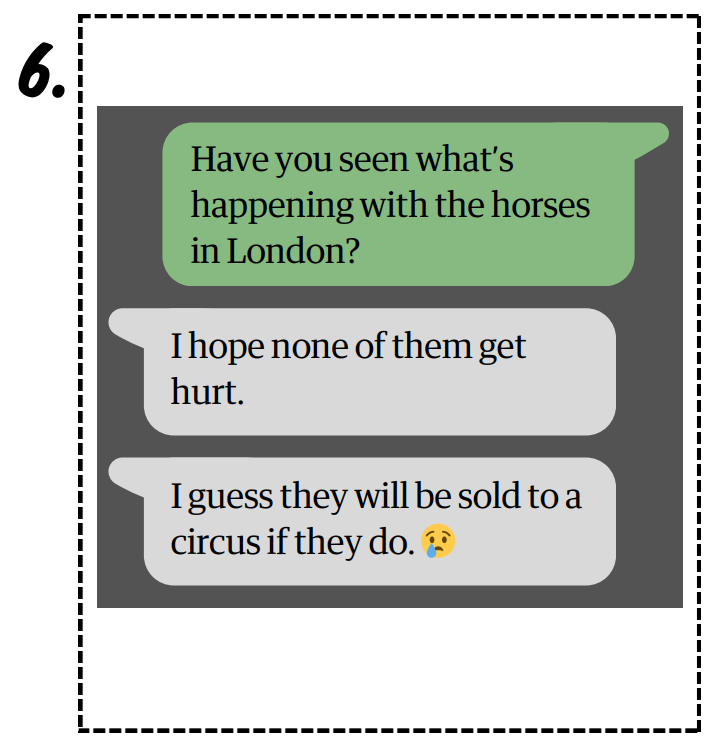 6.
Have you seen what's
happening with the horses
in London?
I hope none of them get
hurt.
I guess they will be sold to a
circus if they do. 😢